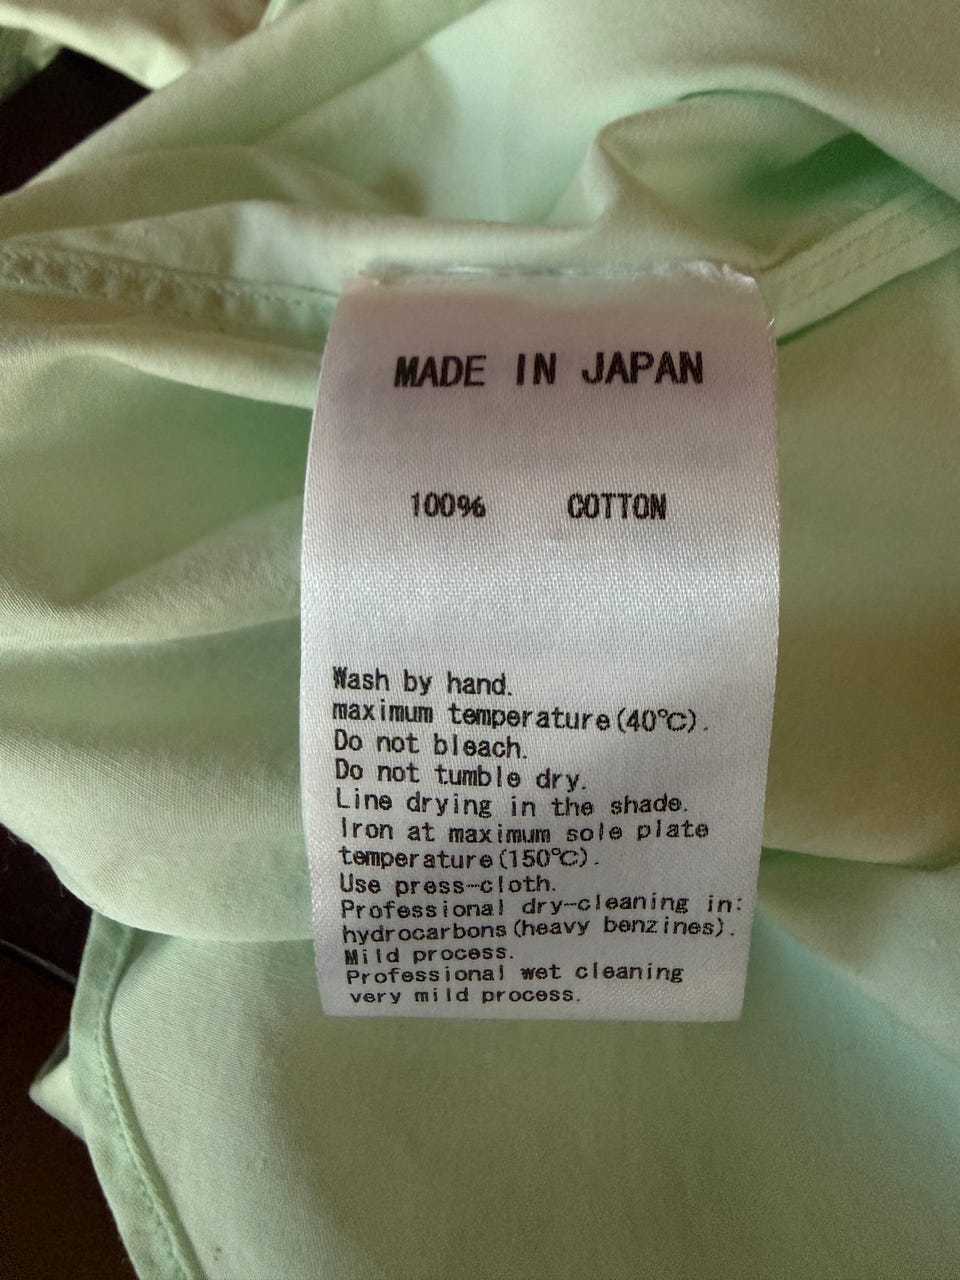 MADE IN JAPAN
100% COTTON
Wash by hand.
maximum temperature(40℃).
Do not bleach.
Do not tumble dry.
Line drying in the shade.
Iron at maximum sole plate
temperature(150℃).
Use press-cloth.
Professional dry-cleaning in:
hydrocarbons(heavy benzines).
Mild process.
Professional wet cleaning
very mild process.